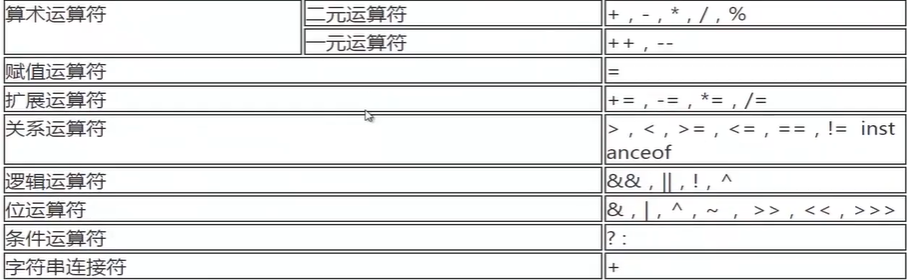 算术运算符 二元运算符 + , - , * , / , %
一元运算符 ++ , --
赋值运算符 =
扩展运算符 += , -= , *= , /=
关系运算符 > , < , >= , <= , == , != inst
anceof
逻辑运算符 && , || , ! , ^
位运算符 & , | , ^ , ~ , >> , << , >>>
条件运算符 ? :
字符串连接符 +